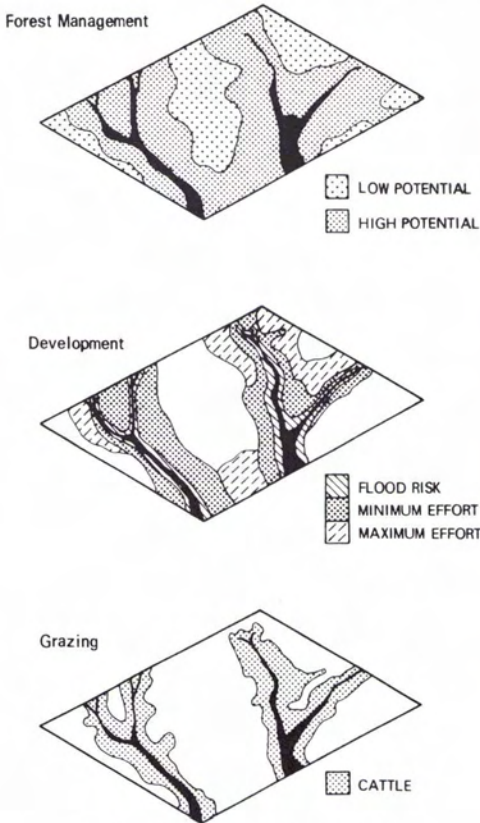 Forest Management
LOW POTENTIAL
HIGH POTENTIAL
Development
FLOOD RISK
MINIMUM EFFORT
MAXIMUM EFFORT
Grazing
CATTLE